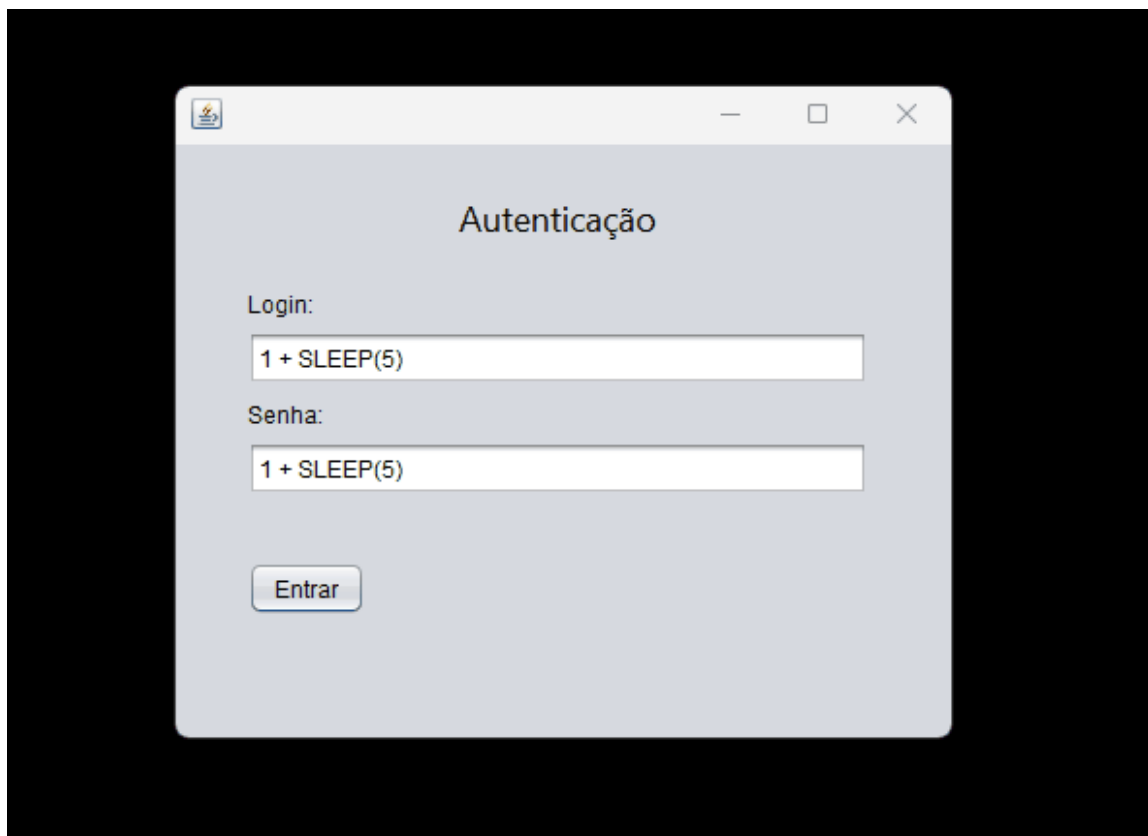 Autenticação
Login:
1 + SLEEP(5)
Senha:
1 + SLEEP(5)
Entrar